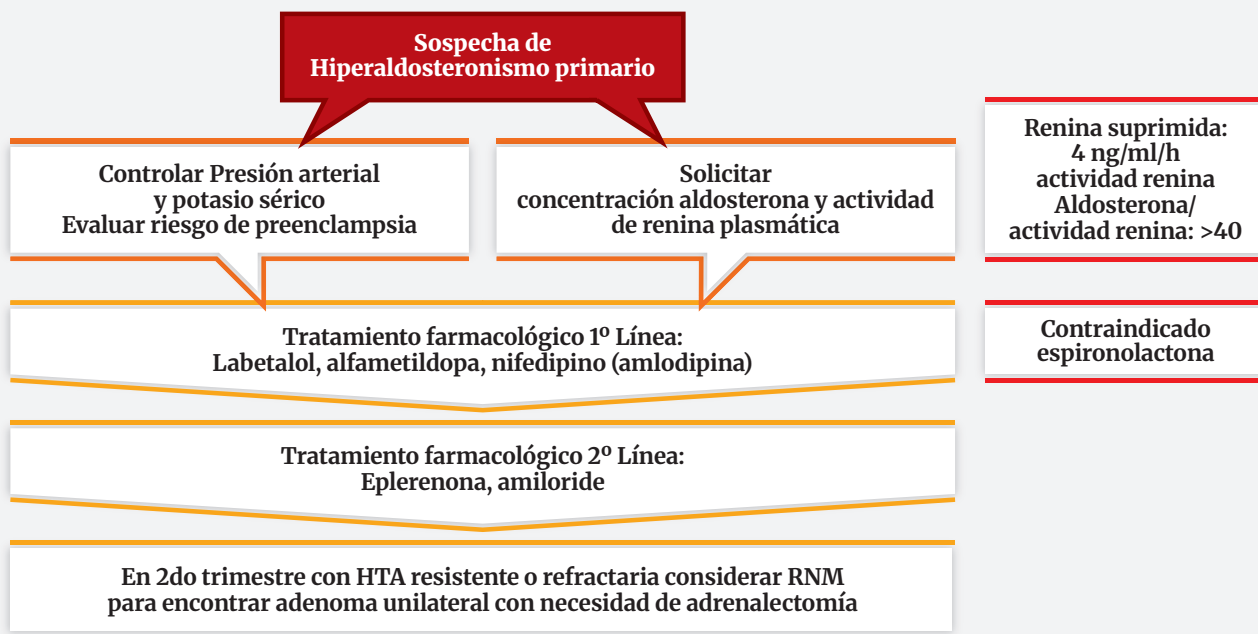 Sospecha de
Hiperaldosteronismo primario
Controlar Presión arterial
y potasio sérico
Evaluar riesgo de preenclampsia
Solicitar
concentración aldosterona y actividad
de renina plasmática
Renina suprimida:
4 ng/ml/h
actividad renina
Aldosterona/
actividad renina: >40
Tratamiento farmacológico 1º Línea:
Labetalol, alfametildopa, nifedipino (amlodipina)
Contraindicado
espironolactona
Tratamiento farmacológico 2º Línea:
Eplerenona, amiloride
En 2do trimestre con HTA resistente o refractaria considerar RNM
para encontrar adenoma unilateral con necesidad de adrenalectomía